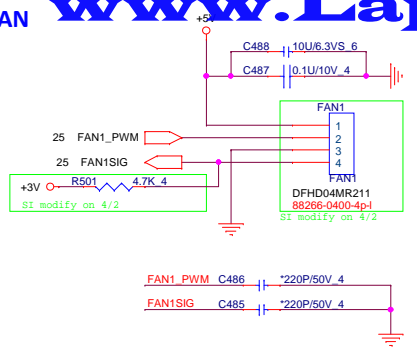 AN
www.Lap
+5V
C488 10U/6.3VS_6
C487 0.1U/10V_4
FAN1
1
25 FAN1_PWM
2
3
25 FAN1SIG
4
FAN1
+3V R501 4.7K_4
DFHD04MR211
88266-0400-4p-l
SI modify on 4/2
SI modify on 4/2
FAN1_PWM C486 *220P/50V_4
FAN1SIG C485 *220P/50V_4